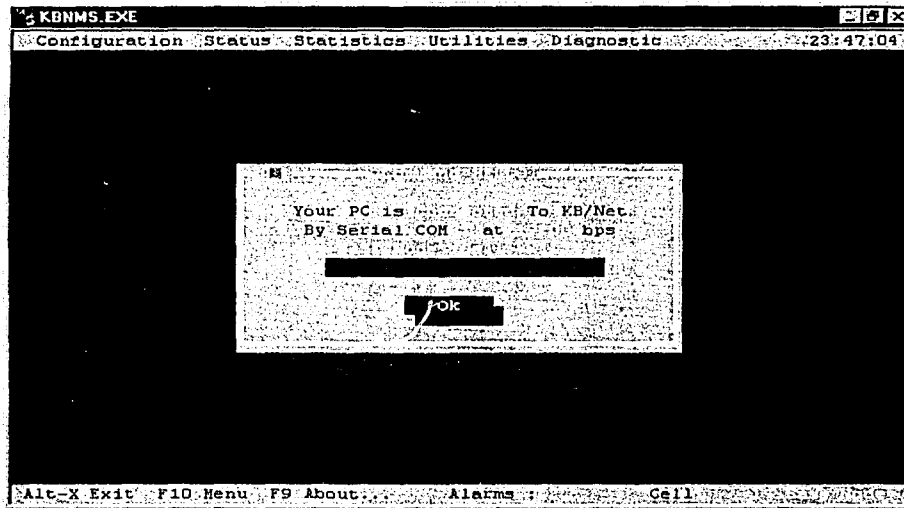 KBNMS.EXE
Configuration Status Statistics Utilities Diagnostic 23:47:04
Your PC is To KB/Net.
By Serial COM at bps
Ok
Alt-X Exit F10 Menu F9 About... Alarms : Cell